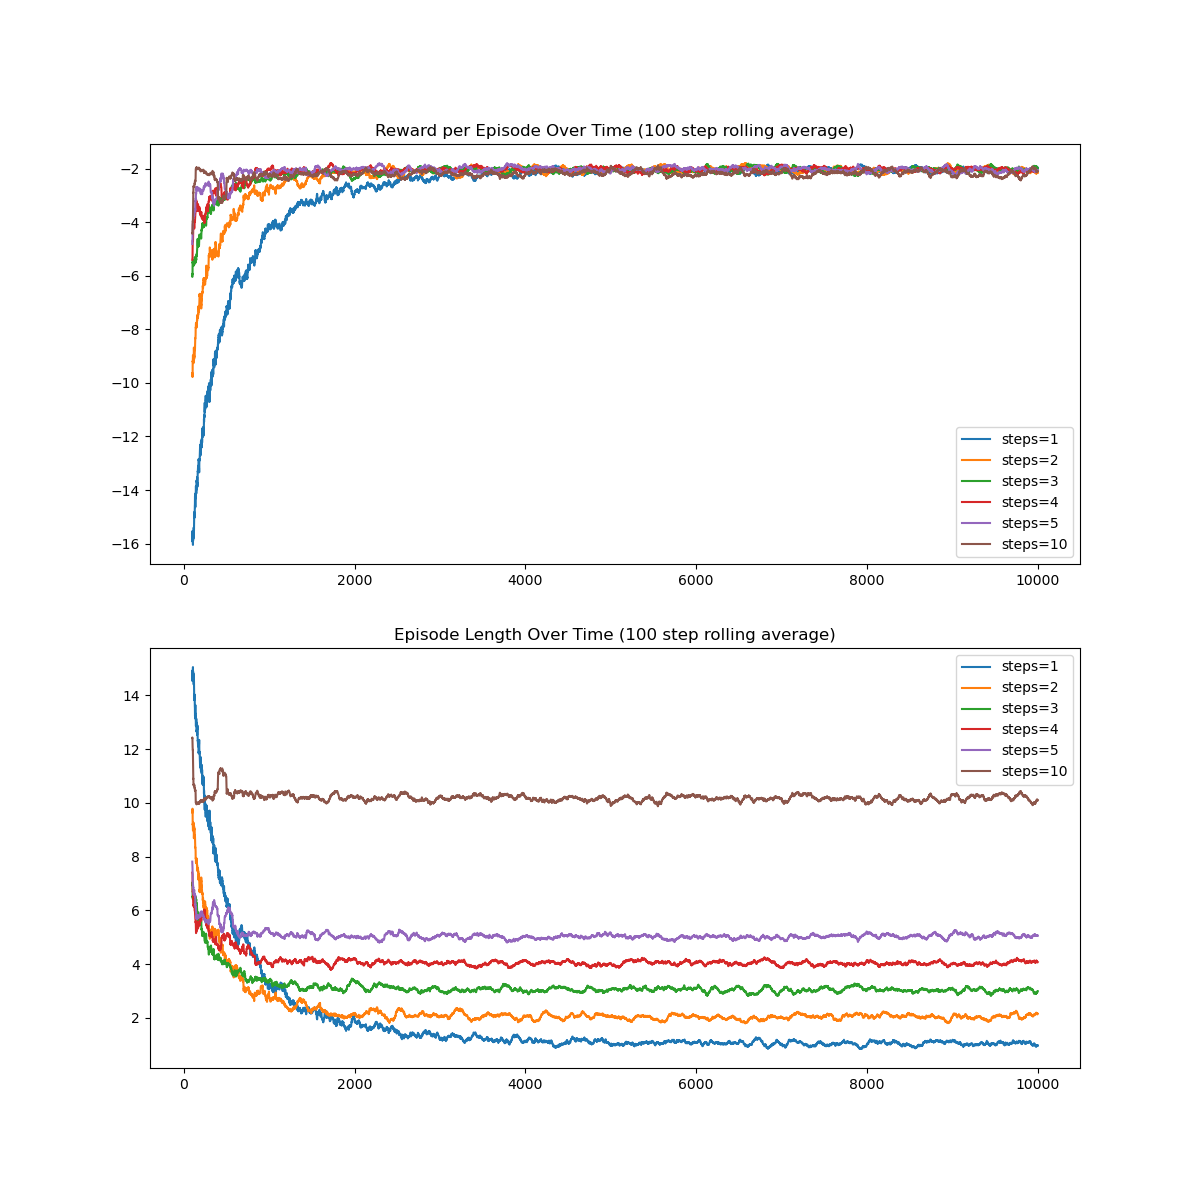 Reward per Episode Over Time (100 step rolling average)
−2
−4
−6
−8
−10
−12
−14
−16
steps=1
steps=2
steps=3
steps=4
steps=5
steps=10
0
2000
4000
6000
8000
10000
Episode Length Over Time (100 step rolling average)
14
12
10
8
6
4
2
steps=1
steps=2
steps=3
steps=4
steps=5
steps=10
0
2000
4000
6000
8000
10000